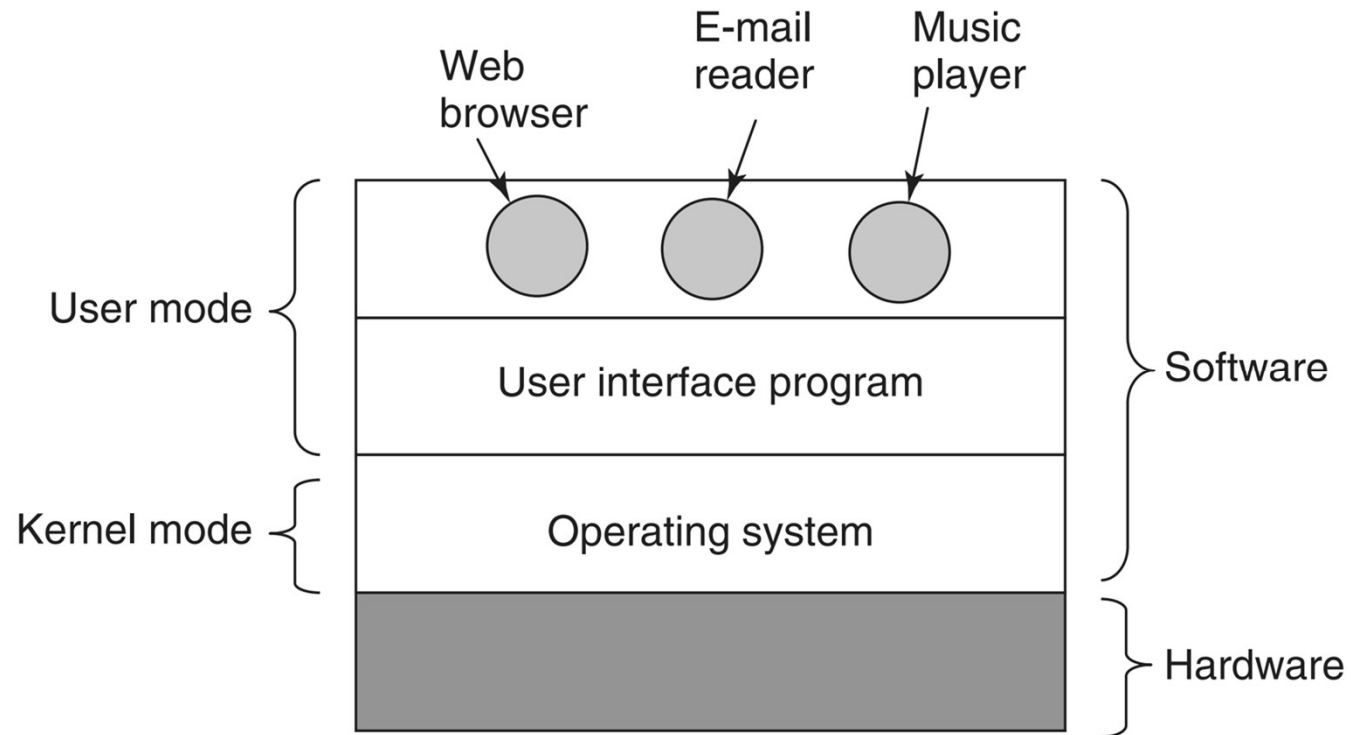 E-mail
reader
Music
player
Web
browser
User mode
User interface program
Software
Kernel mode
Operating system
Hardware